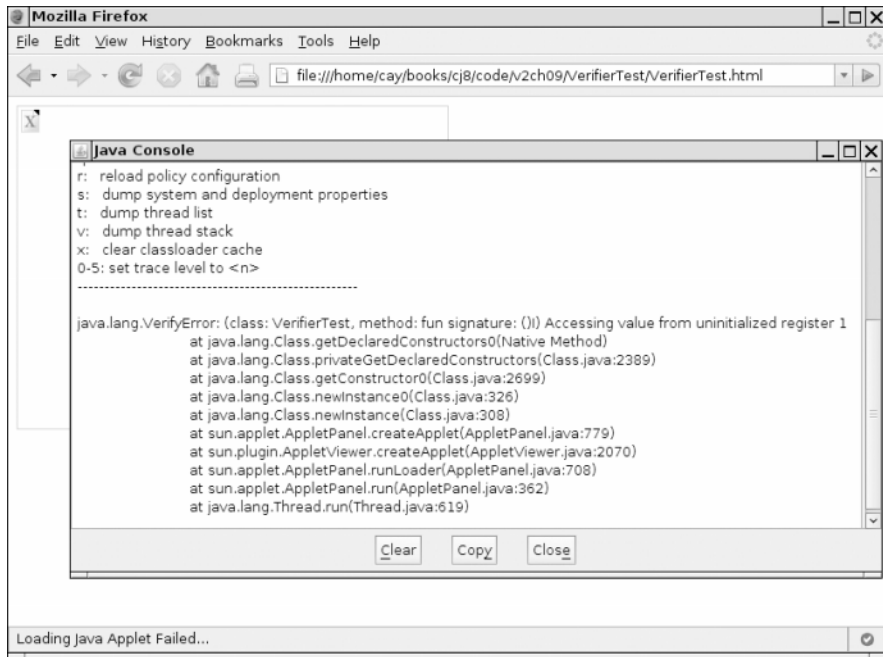 Mozilla Firefox
File Edit View History Bookmarks Tools Help
file:///home/cay/books/cj8/code/v2ch09/VerifierTest/VerifierTest.html
X
Java Console
r: reload policy configuration
s: dump system and deployment properties
t: dump thread list
v: dump thread stack
x: clear classloader cache
0-5: set trace level to <n>
----------------------------------------------------
java.lang.VerifyError: (class: VerifierTest, method: fun signature: ()I) Accessing value from uninitialized register 1
at java.lang.Class.getDeclaredConstructors0(Native Method)
at java.lang.Class.privateGetDeclaredConstructors(Class.java:2389)
at java.lang.Class.getConstructor0(Class.java:2699)
at java.lang.Class.newInstance0(Class.java:326)
at java.lang.Class.newInstance(Class.java:308)
at sun.applet.AppletPanel.createApplet(AppletPanel.java:779)
at sun.plugin.AppletViewer.createApplet(AppletViewer.java:2070)
at sun.applet.AppletPanel.runLoader(AppletPanel.java:708)
at sun.applet.AppletPanel.run(AppletPanel.java:362)
at java.lang.Thread.run(Thread.java:619)
Clear Copy Close
Loading Java Applet Failed...